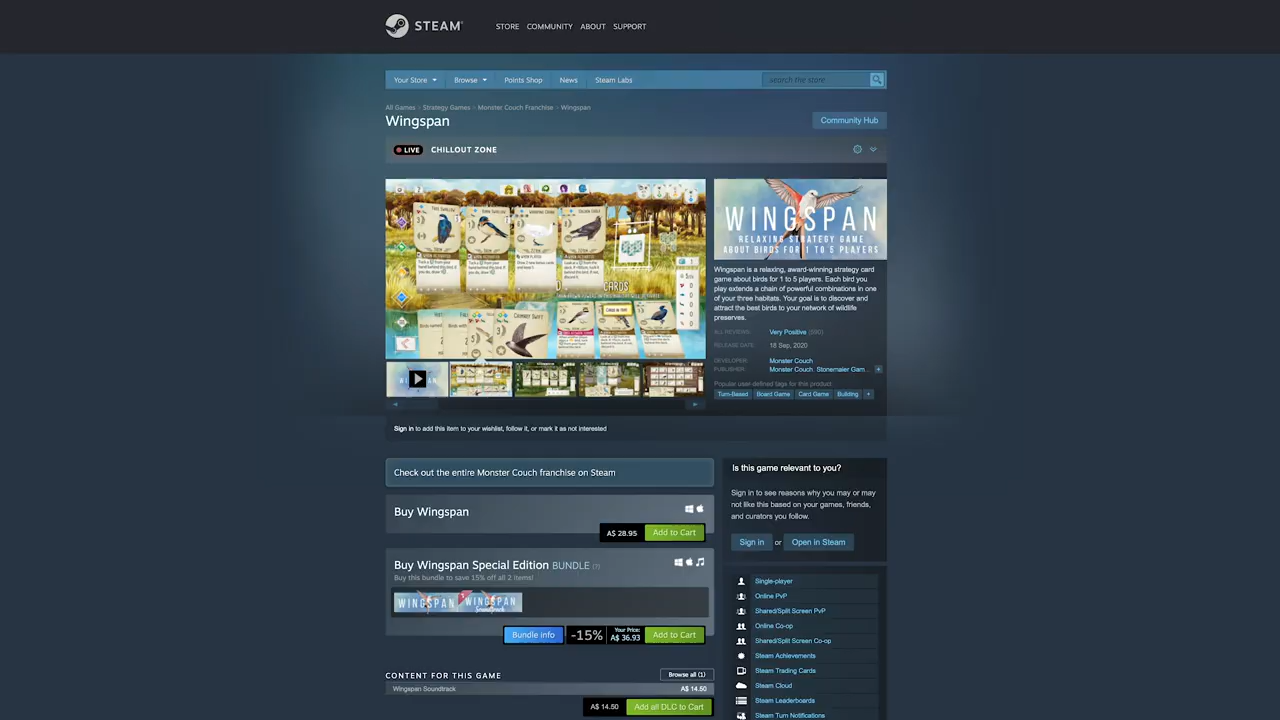 STEAM
STORE COMMUNITY ABOUT SUPPORT
Your Store Browse Points Shop News Steam Labs
search the store
All Games > Strategy Games > Monster Couch Franchise > Wingspan
Wingspan
Community Hub
LIVE CHILLOUT ZONE
WINGSPAN
RELAXING STRATEGY GAME
ABOUT BIRDS FOR 1 TO 5 PLAYERS
Wingspan is a relaxing, award-winning strategy card
game about birds for 1 to 5 players. Each bird you
play extends a chain of powerful combinations in one
of your three habitats. Your goal is to discover and
attract the best birds to your network of wildlife
preserves.
ALL REVIEWS: Very Positive (880)
RELEASE DATE: 18 Sep, 2020
DEVELOPER: Monster Couch
PUBLISHER: Monster Couch, Stonemaier Gam...
Popular user-defined tags for this product:
Turn-Based Board Game Card Game Building +
Sign in to add this item to your wishlist, follow it, or mark it as not interested
Check out the entire Monster Couch franchise on Steam
Buy Wingspan
A$ 28.95 Add to Cart
Buy Wingspan Special Edition BUNDLE (?)
Buy this bundle to save 15% off all 2 items!
WINGSPAN WINGSPAN
Soundtrack
Bundle info -15% Your Price: A$ 36.93 Add to Cart
CONTENT FOR THIS GAME Browse all (1)
Wingspan Soundtrack A$ 14.50
A$ 14.50 Add all DLC to Cart
Is this game relevant to you?
Sign in to see reasons why you may or may
not like this based on your games, friends,
and curators you follow.
Sign in or Open in Steam
Single-player
Online PvP
Shared/Split Screen PvP
Online Co-op
Shared/Split Screen Co-op
Steam Achievements
Steam Trading Cards
Steam Cloud
Steam Leaderboards
Steam Turn Notifications